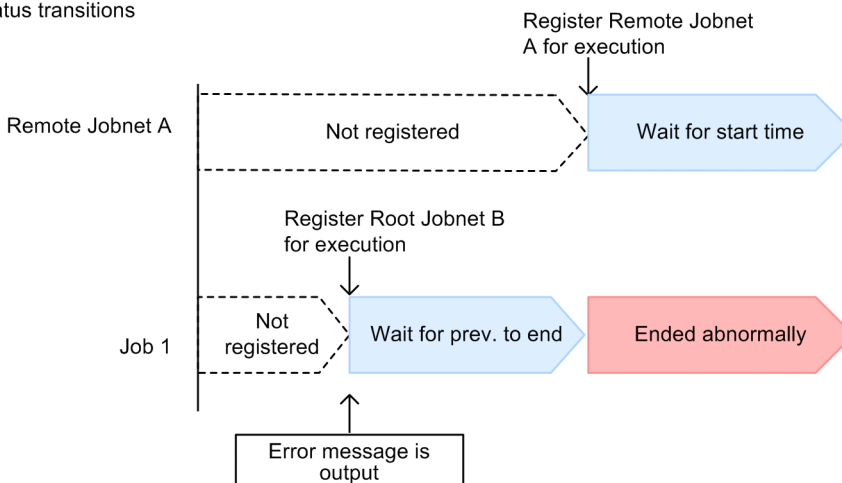 transitions
Register Remote Jobnet
A for execution
Remote Jobnet A
Not registered
Wait for start time
Register Root Jobnet B
for execution
Job 1
Not
registered
Wait for prev. to end
Ended abnormally
Error message is
output